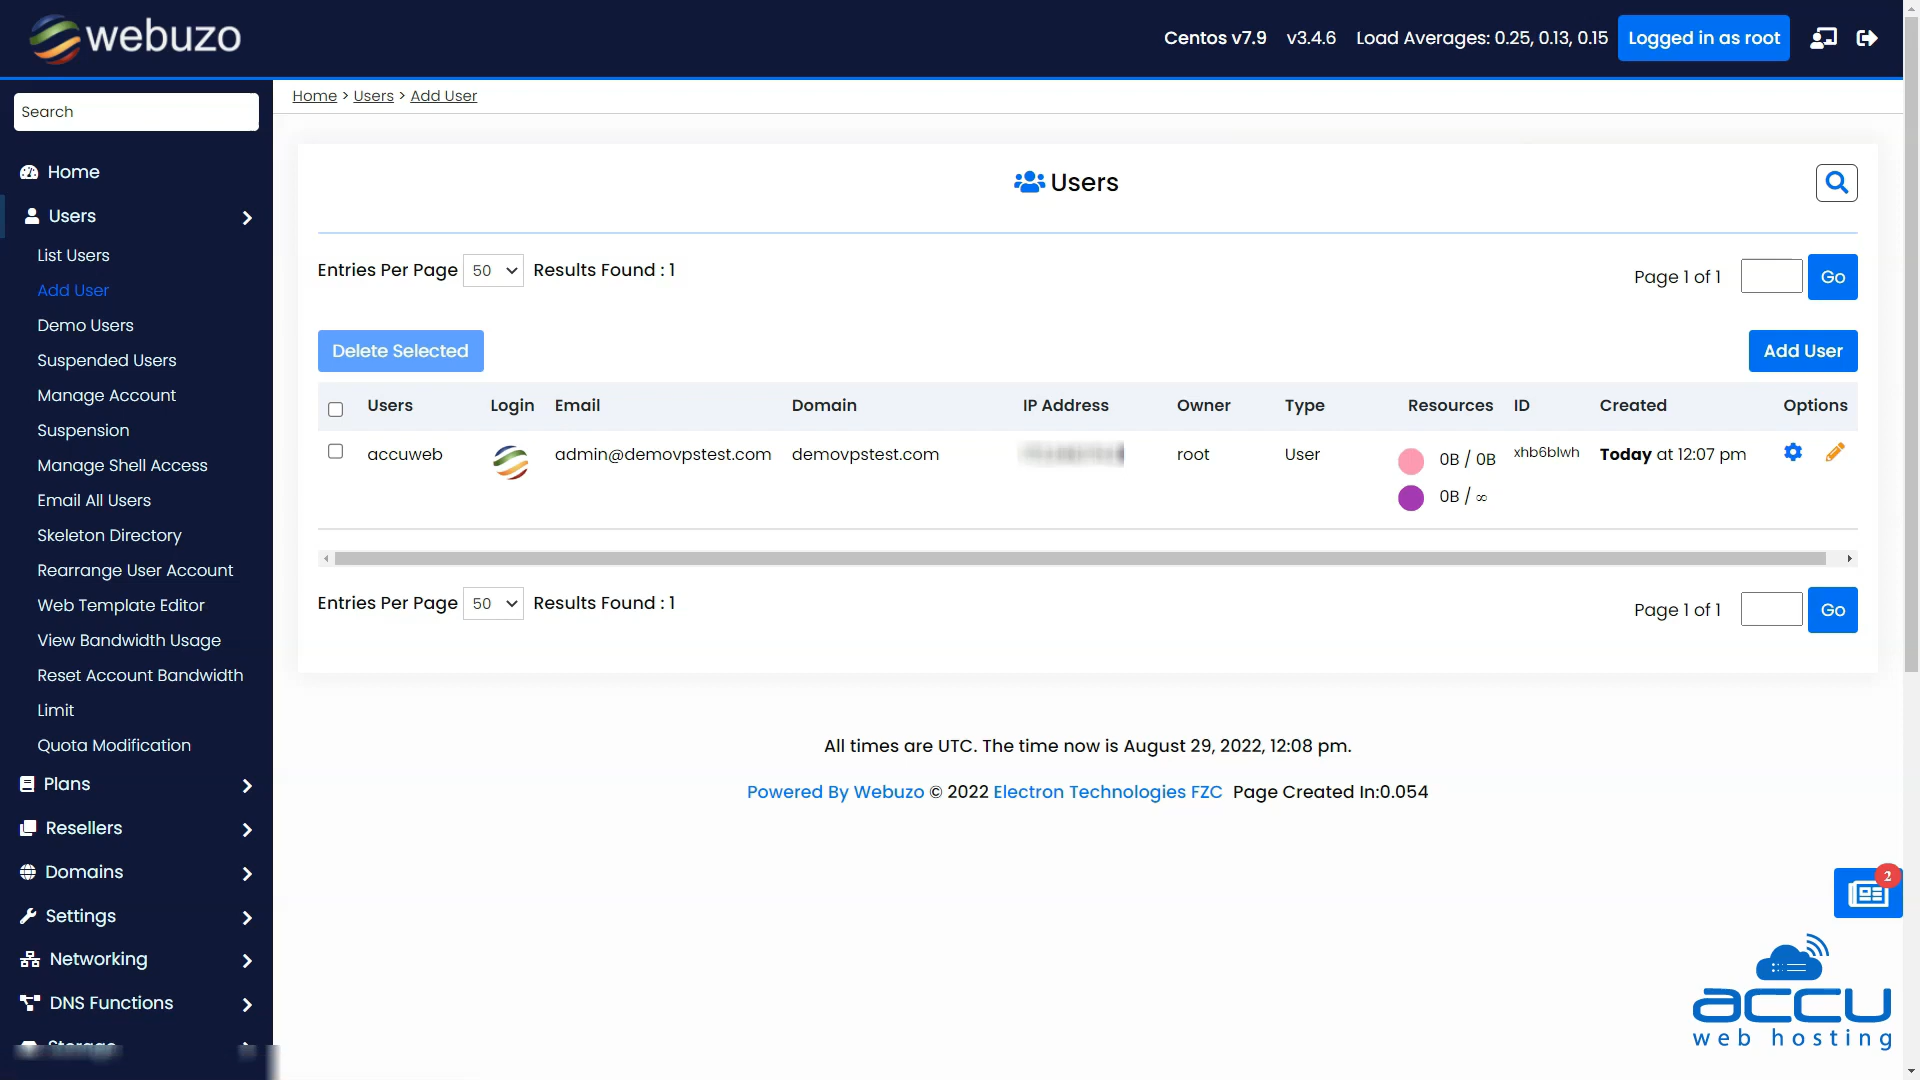 webuzo
Centos v7.9 v3.4.6 Load Averages: 0.25, 0.13, 0.15 Logged in as root
Search
Home > Users > Add User
Home
Users
List Users
Add User
Demo Users
Suspended Users
Manage Account
Suspension
Manage Shell Access
Email All Users
Skeleton Directory
Rearrange User Account
Web Template Editor
View Bandwidth Usage
Reset Account Bandwidth
Limit
Quota Modification
Plans
Resellers
Domains
Settings
Networking
DNS Functions
Storage
Users
Entries Per Page 50 Results Found : 1
Page 1 of 1 Go
Delete Selected Add User
Users Login Email Domain IP Address Owner Type Resources ID Created Options
accuweb admin@demovpstest.com demovpstest.com root User 0B / 0B xhb6blwh Today at 12:07 pm
0B / ∞
Entries Per Page 50 Results Found : 1
Page 1 of 1 Go
All times are UTC. The time now is August 29, 2022, 12:08 pm.
Powered By Webuzo © 2022 Electron Technologies FZC Page Created In:0.054
2
accu
web hosting